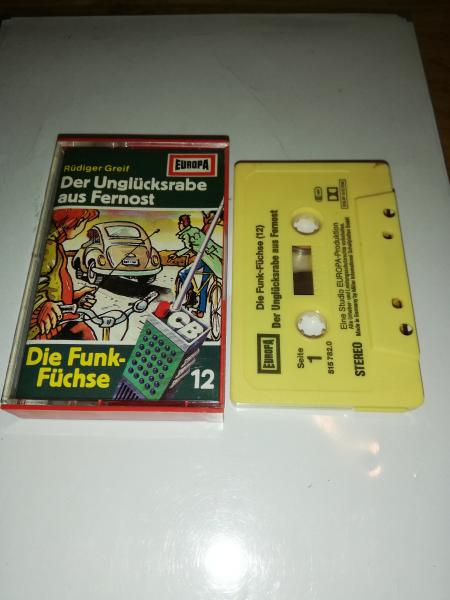 EUROPA
Rüdiger Greif
Der Unglücksrabe
aus Fernost
CB
Die Funk-
Füchse
12
EUROPA
Die Funk-Füchse (12)
Der Unglücksrabe aus Fernost
Seite
1
515 782.0
Eine Studio EUROPA-Produktion
STEREO